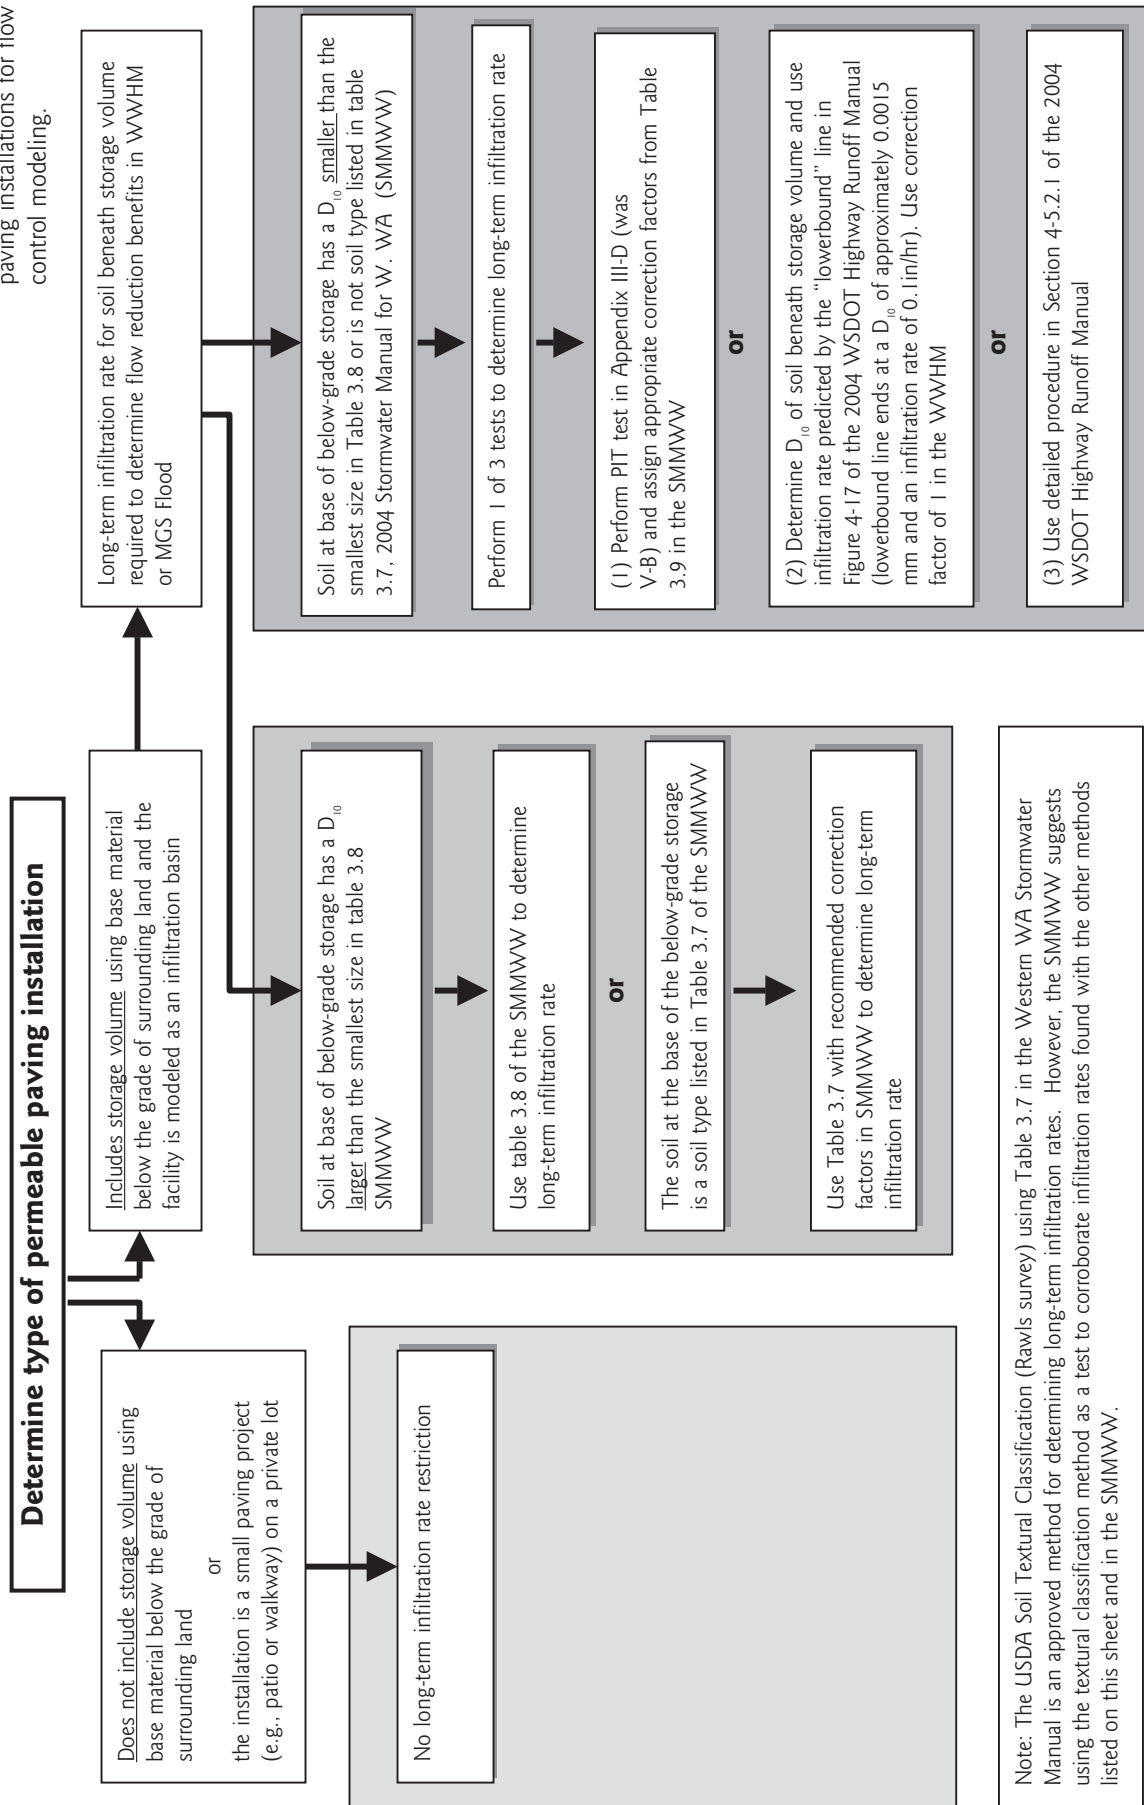 paving installations for flow
control modeling.
Determine type of permeable paving installation
Does not include storage volume using
base material below the grade of
surrounding land
or
the installation is a small paving project
(e.g., patio or walkway) on a private lot
No long-term infiltration rate restriction
Includes storage volume using base material
below the grade of surrounding land and the
facility is modeled as an infiltration basin
Long-term infiltration rate for soil beneath storage volume
required to determine flow reduction benefits in WWHM
or MGS Flood
Soil at base of below-grade storage has a D10
larger than the smallest size in table 3.8
SMMWW
Use table 3.8 of the SMMWW to determine
long-term infiltration rate
or
The soil at the base of the below-grade storage
is a soil type listed in Table 3.7 of the SMMWW
Use Table 3.7 with recommended correction
factors in SMMWW to determine long-term
infiltration rate
Soil at base of below-grade storage has a D10 smaller than the
smallest size in Table 3.8 or is not soil type listed in table
3.7, 2004 Stormwater Manual for W. WA (SMMWW)
Perform 1 of 3 tests to determine long-term infiltration rate
(1) Perform PIT test in Appendix III-D (was
V-B) and assign appropriate correction factors from Table
3.9 in the SMMWW
or
(2) Determine D10 of soil beneath storage volume and use
infiltration rate predicted by the “lowerbound” line in
Figure 4-17 of the 2004 WSDOT Highway Runoff Manual
(lowerbound line ends at a D10 of approximately 0.0015
mm and an infiltration rate of 0.1in/hr). Use correction
factor of 1 in the WWHM
or
(3) Use detailed procedure in Section 4-5.2.1 of the 2004
WSDOT Highway Runoff Manual
Note: The USDA Soil Textural Classification (Rawls survey) using Table 3.7 in the Western WA Stormwater
Manual is an approved method for determining long-term infiltration rates. However, the SMMWW suggests
using the textural classification method as a test to corroborate infiltration rates found with the other methods
listed on this sheet and in the SMMWW.